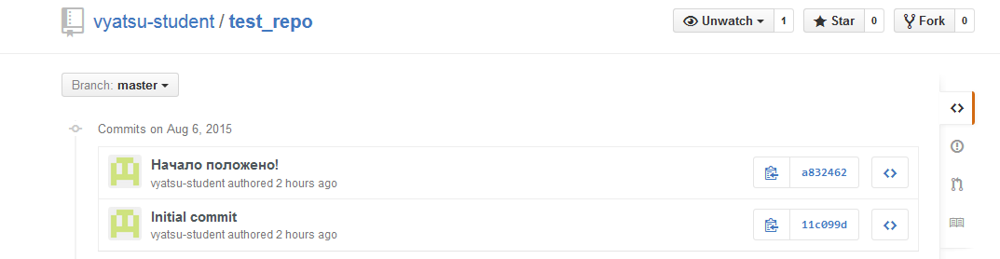 vyatsu-student / test_repo
Unwatch 1 Star 0 Fork 0
Branch: master
Commits on Aug 6, 2015
Начало положено!
vyatsu-student authored 2 hours ago
a832462
Initial commit
vyatsu-student authored 2 hours ago
11c099d